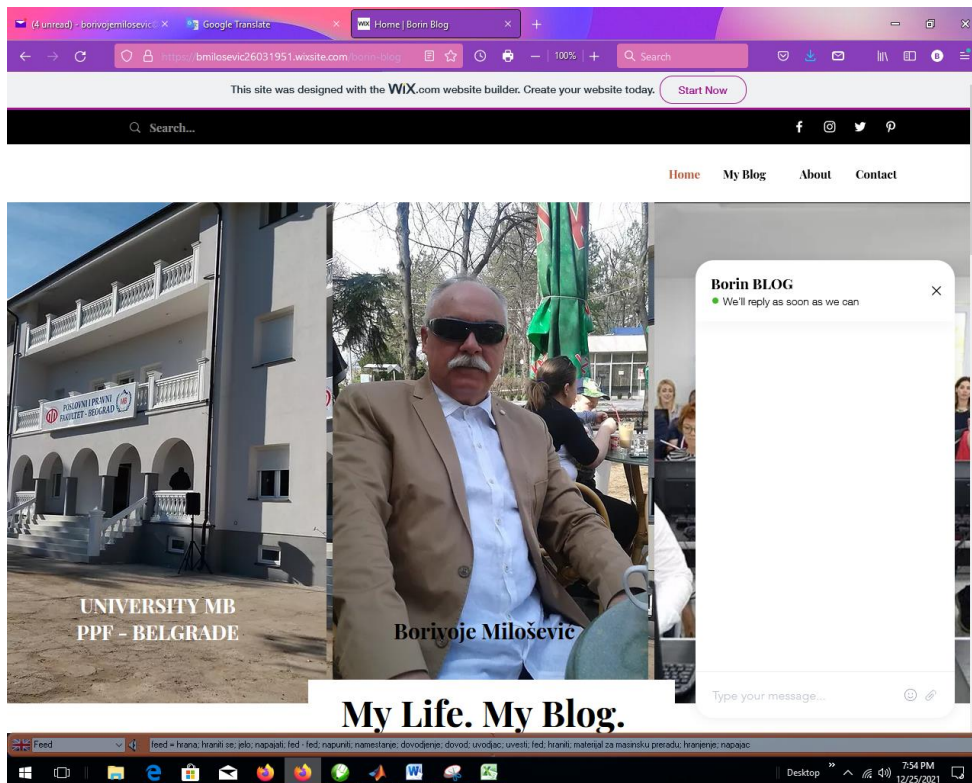 (4 unread) - borivojemilosevic
Google Translate
WIX Home | Borin Blog
https://bmilosevic26031951.wixsite.com/borin-blog
100%
Search
This site was designed with the WiX.com website builder. Create your website today. Start Now
Search...
Home My Blog About Contact
Borin BLOG
We'll reply as soon as we can
POSLOVNI I PRAVNI
FAKULTET - BEOGRAD
MB
UNIVERSITY MB
PPF - BELGRADE
Borivoje Milošević
Type your message...
My Life. My Blog.
Feed
feed = hrana; hraniti se; jelo; napajati; fed - fed; napuniti; namestanje; dovodjenje; dovod; uvodjac; uvesti; fed; hraniti; materijal za masinsku preradu; hranjenje; napajac
Desktop
7:54 PM
12/25/2021